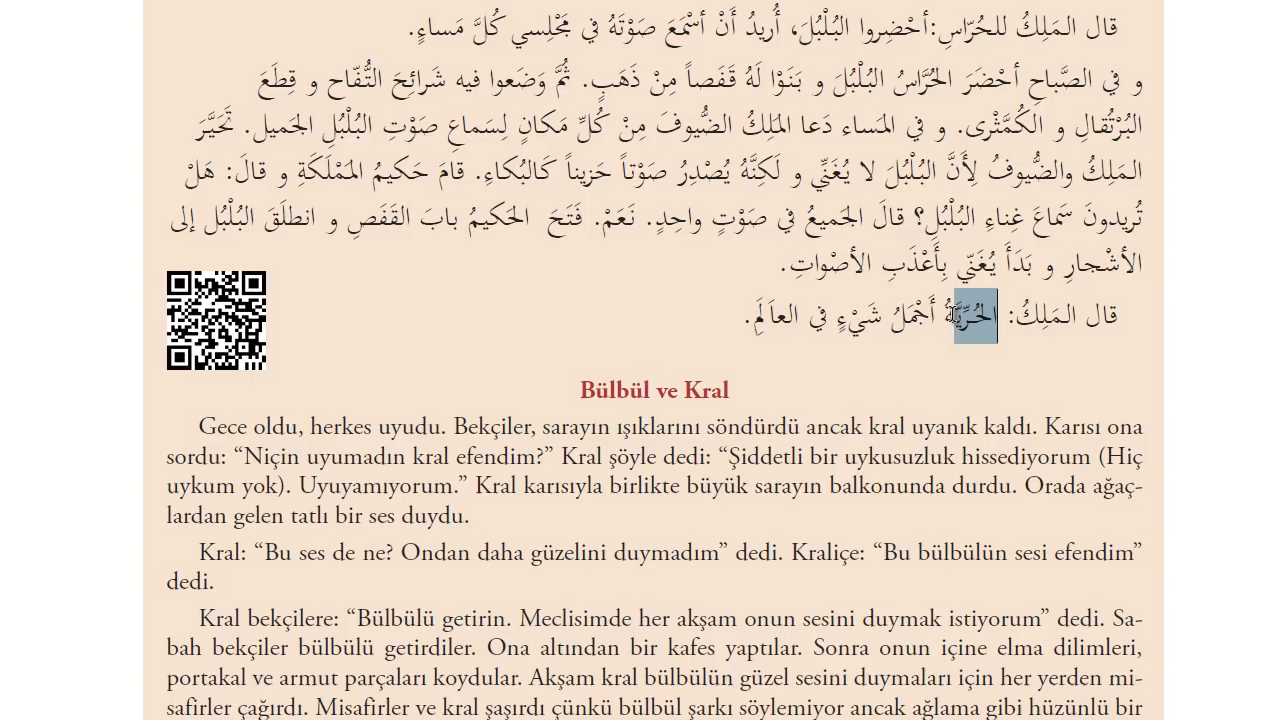 قال الـمَلِكُ للحُرّاسِ:أحْضِروا البُلْبُلَ، أُريدُ أَنْ أسْمَعَ صَوْتَهُ في مَجْلِسي كُلَّ مَساءٍ.
و في الصَّباحِ أحْضَرَ الحُرَّاسُ البُلْبُلَ و بَنَوْا لَهُ قَفَصاً مِنْ ذَهَبٍ. ثُمَّ وَضَعوا فيه شَرائِحَ التُّفّاح و قِطَعَ
البُرْتُقالِ و الكُمَّثْرى. و في المَساء دَعا المَلِكُ الضُّيوفَ مِنْ كُلِّ مَكانٍ لِسَماعِ صَوْتِ البُلْبُلِ الجَميل. تَحَيَّرَ
المَلِكُ والضُّيوفُ لِأَنَّ البُلْبُلَ لا يُغَنِّي و لَكِنَّهُ يُصْدِرُ صَوْتاً حَزيناً كَالبُكاءِ. قامَ حَكيمُ المَمْلَكَةِ و قالَ: هَلْ
تُريدونَ سَماعَ غِناءِ البُلْبُلِ؟ قالَ الجَميعُ في صَوْتٍ واحِدٍ. نَعَمْ. فَتَحَ الحَكيمُ بابَ القَفَصِ و انطلَقَ البُلْبُل إلى
الأشْجارِ و بَدَأَ يُغَنّي بِأَعْذَبِ الأصْواتِ.
قال الـمَلِكُ: الحُرِّيَّةُ أَجْمَلُ شَيْءٍ في العالَمِ.
Bülbül ve Kral
Gece oldu, herkes uyudu. Bekçiler, sarayın ışıklarını söndürdü ancak kral uyanık kaldı. Karısı ona
sordu: “Niçin uyumadın kral efendim?” Kral şöyle dedi: “Şiddetli bir uykusuzluk hissediyorum (Hiç
uykum yok). Uyuyamıyorum.” Kral karısıyla birlikte büyük sarayın balkonunda durdu. Orada ağaç-
lardan gelen tatlı bir ses duydu.
Kral: “Bu ses de ne? Ondan daha güzelini duymadım” dedi. Kraliçe: “Bu bülbülün sesi efendim”
dedi.
Kral bekçilere: “Bülbülü getirin. Meclisimde her akşam onun sesini duymak istiyorum” dedi. Sa-
bah bekçiler bülbülü getirdiler. Ona altından bir kafes yaptılar. Sonra onun içine elma dilimleri,
portakal ve armut parçaları koydular. Akşam kral bülbülün güzel sesini duymaları için her yerden mi-
safirler çağırdı. Misafirler ve kral şaşırdı çünkü bülbül şarkı söylemiyor ancak ağlama gibi hüzünlü bir